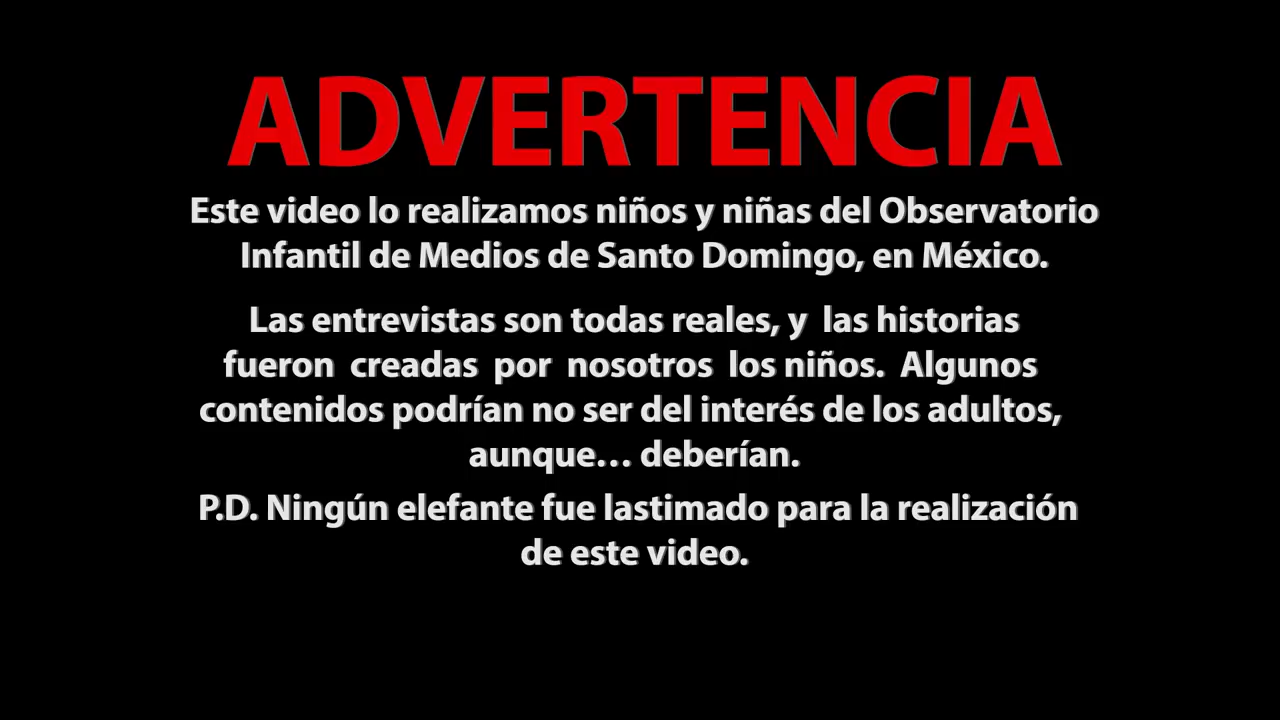 ADVERTENCIA
Este video lo realizamos niños y niñas del Observatorio
Infantil de Medios de Santo Domingo, en México.
Las entrevistas son todas reales, y las historias
fueron creadas por nosotros los niños. Algunos
contenidos podrían no ser del interés de los adultos,
aunque… deberían.
P.D. Ningún elefante fue lastimado para la realización
de este video.